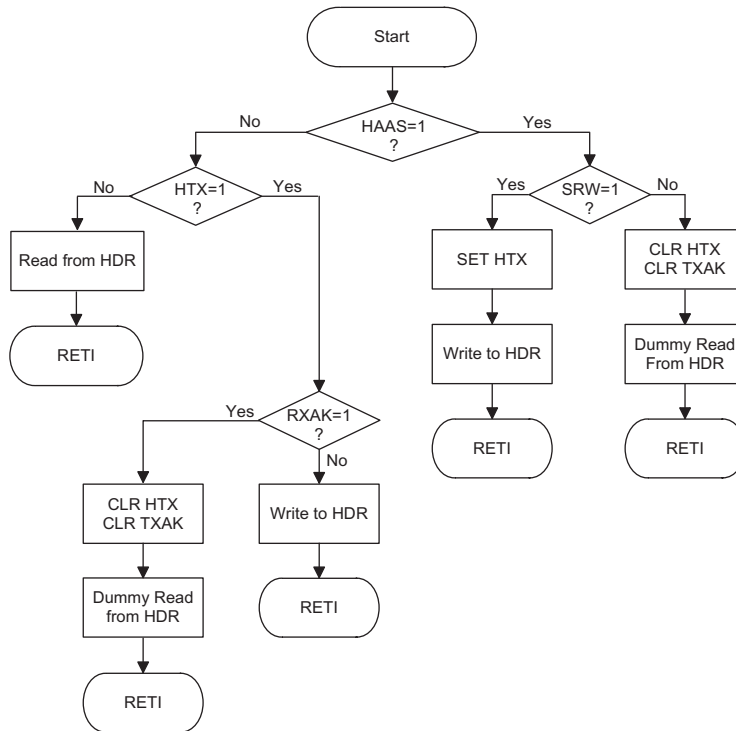 Start
HAAS=1
?
No
Yes
HTX=1
?
No
Yes
SRW=1
?
Yes
No
Read from HDR
RETI
SET HTX
Write to HDR
RETI
CLR HTX
CLR TXAK
Dummy Read
From HDR
RETI
RXAK=1
?
Yes
No
CLR HTX
CLR TXAK
Dummy Read
from HDR
RETI
Write to HDR
RETI